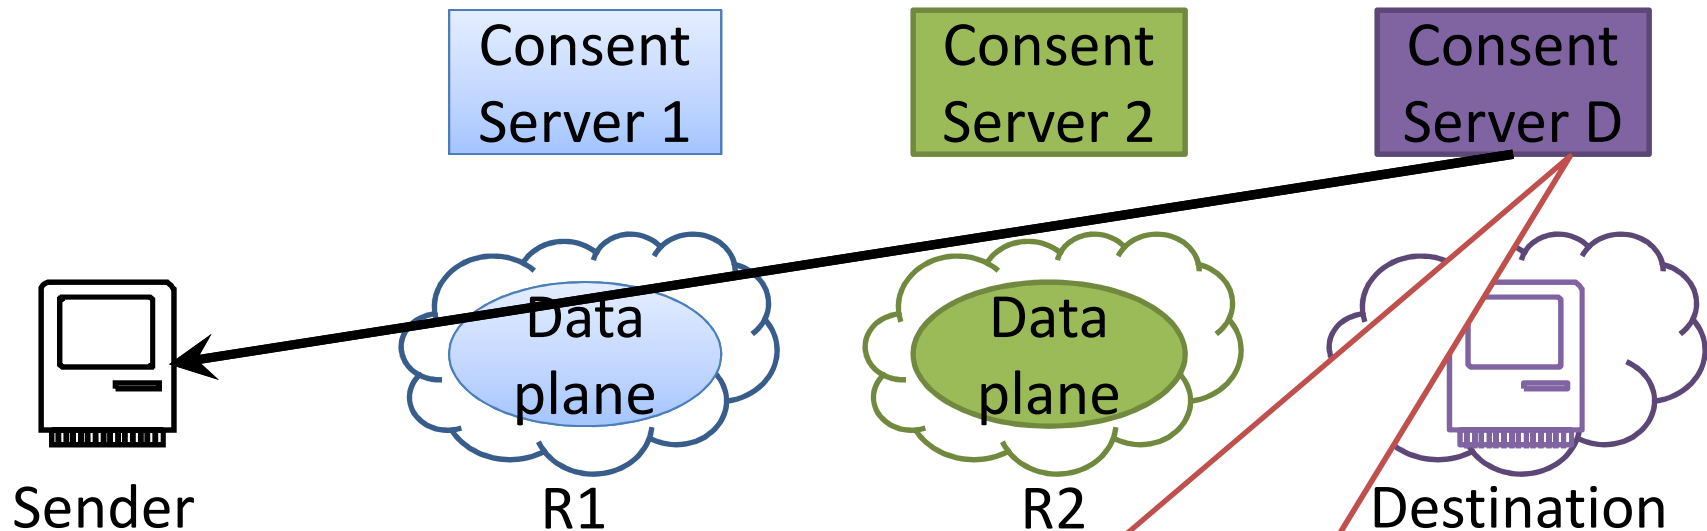 Consent
Server 1
Consent
Server 2
Consent
Server D
Data
plane
Data
plane
Sender
R1
R2
Destination